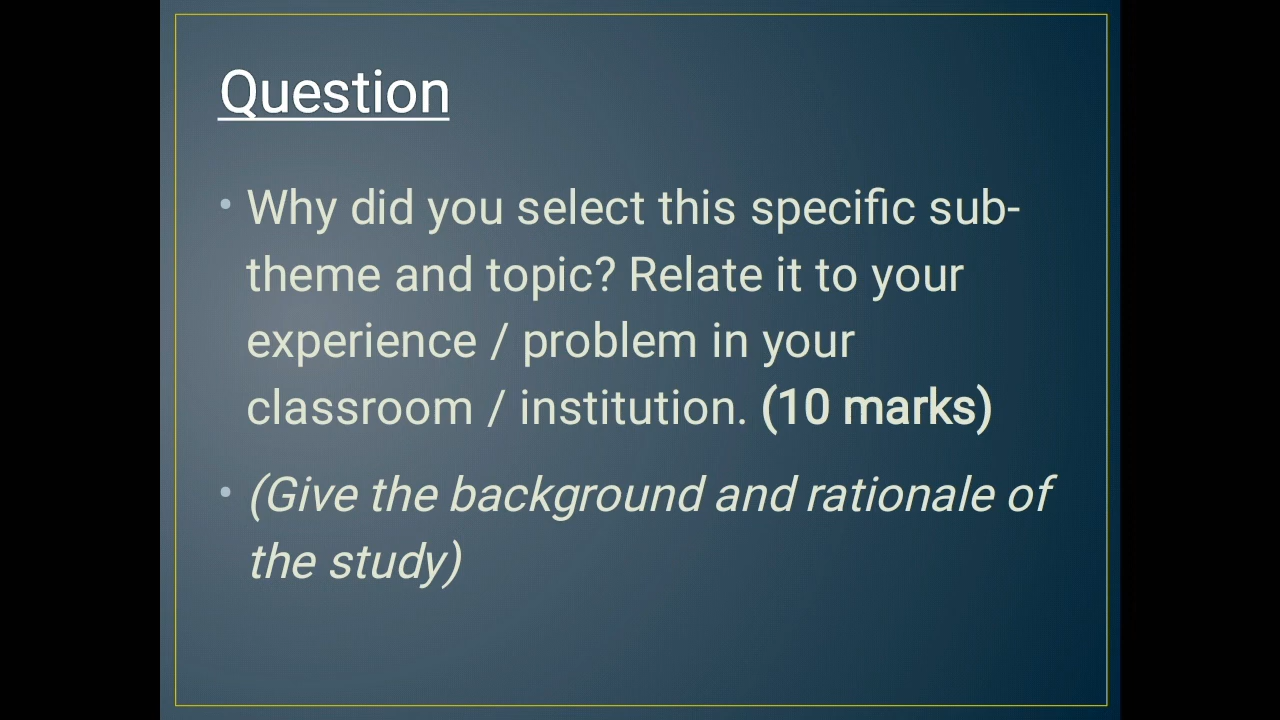 Question
• Why did you select this specific sub-
theme and topic? Relate it to your
experience / problem in your
classroom / institution. (10 marks)
• (Give the background and rationale of
the study)